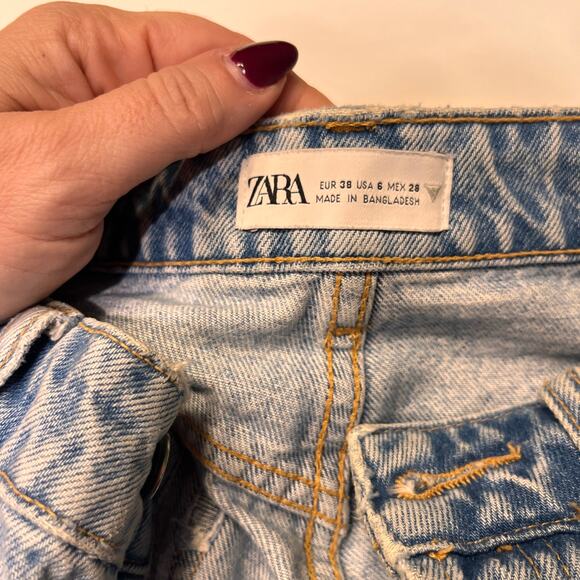 ZARA
EUR 38 USA 6 MEX 28
MADE IN BANGLADESH